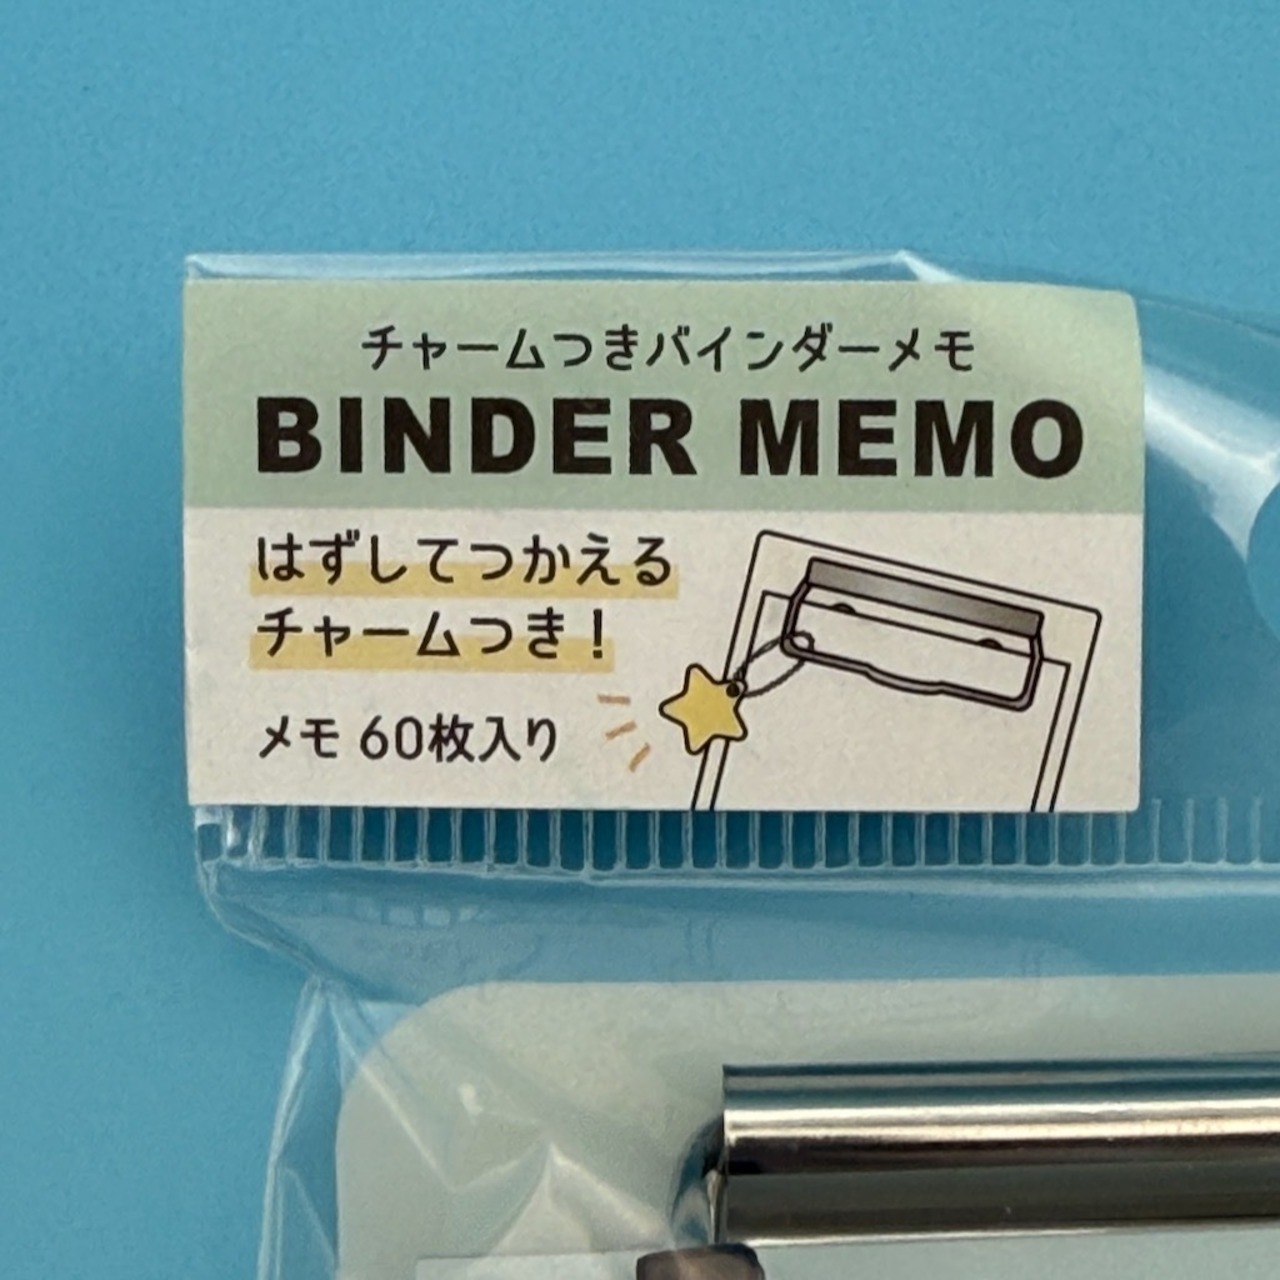 チャームつきバインダーメモ
BINDER MEMO
はずしてつかえる
チャームつき！
メモ 60枚入り